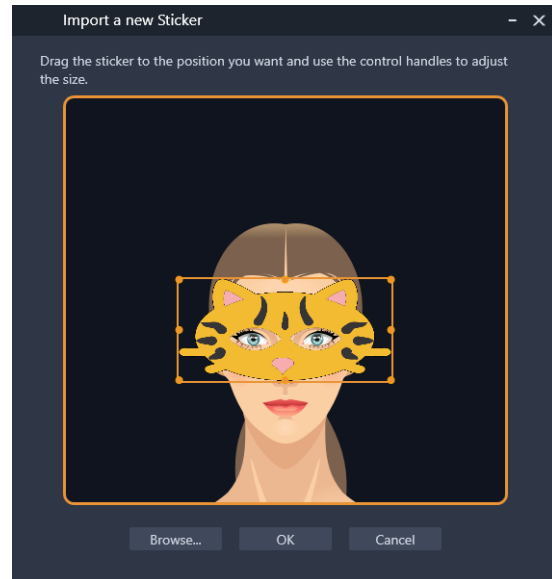 Import a new Sticker
Drag the sticker to the position you want and use the control handles to adjust
the size.
Browse...
OK
Cancel